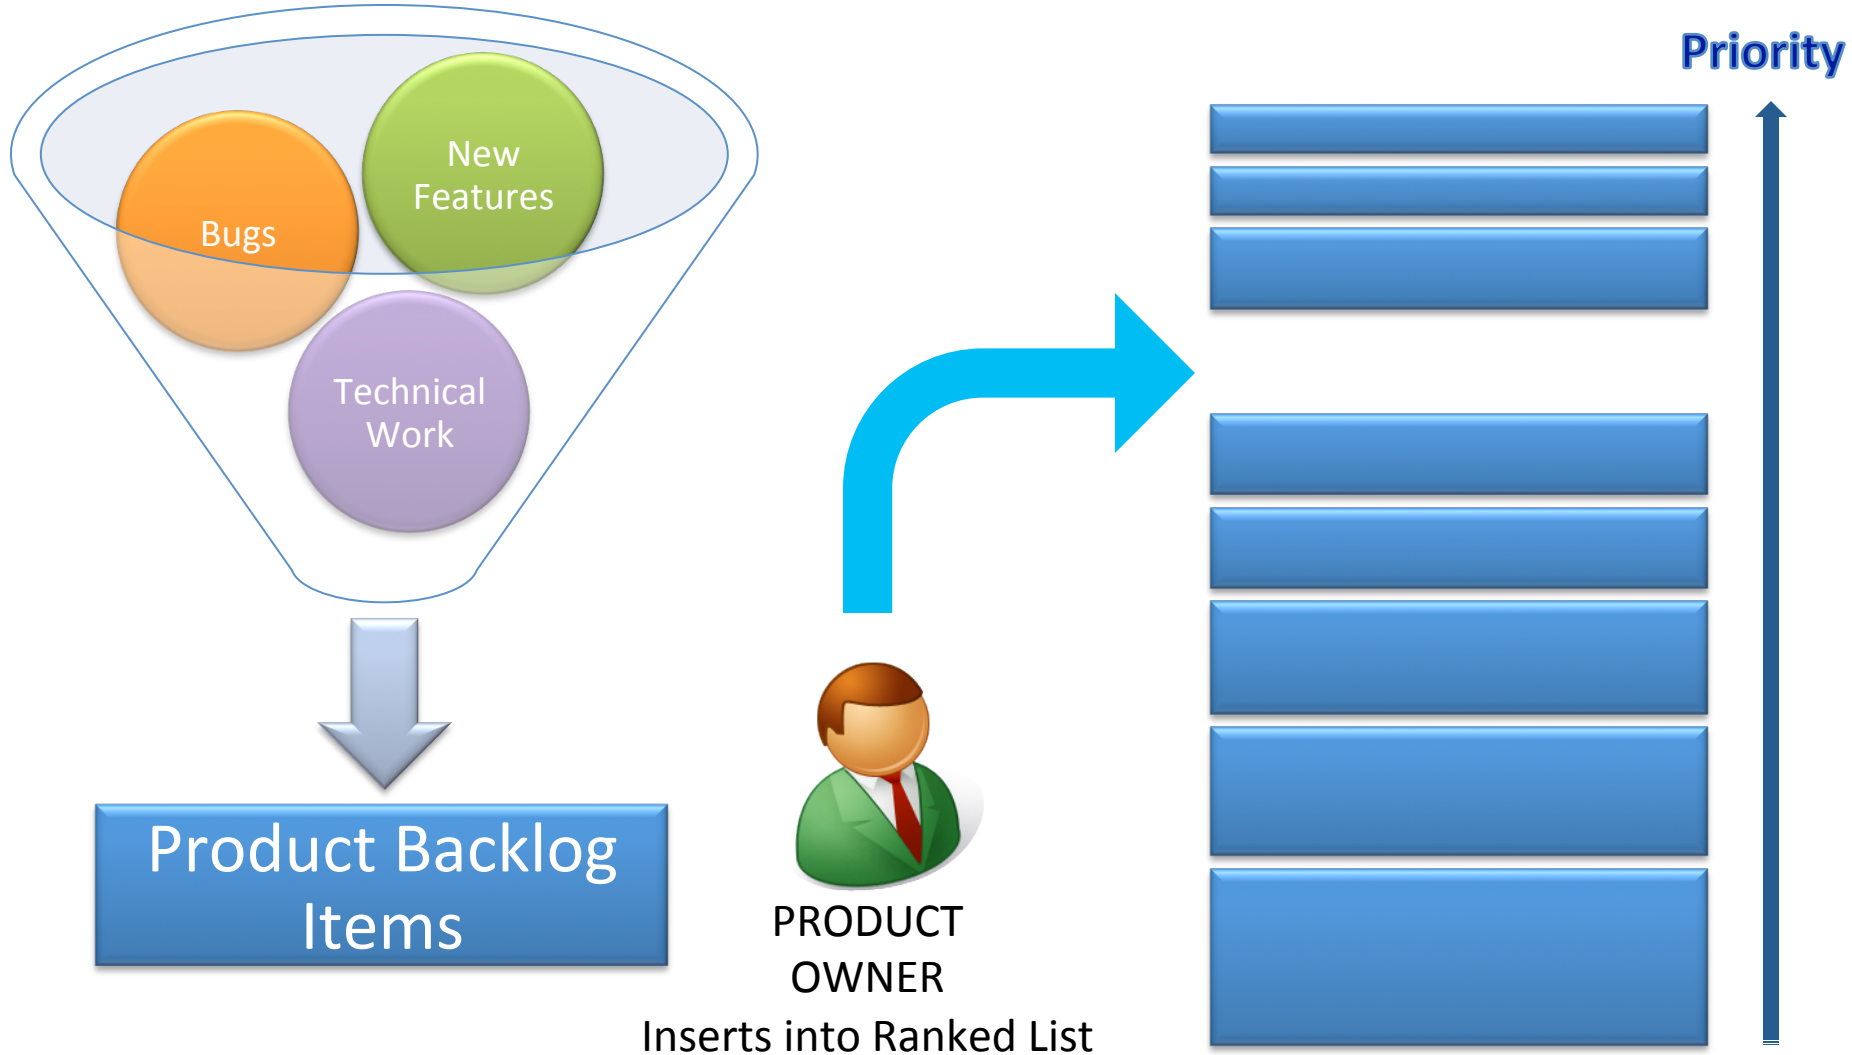 New
Features
Bugs
Technical
Work
Product Backlog
Items
PRODUCT
OWNER
Inserts into Ranked List
Priority